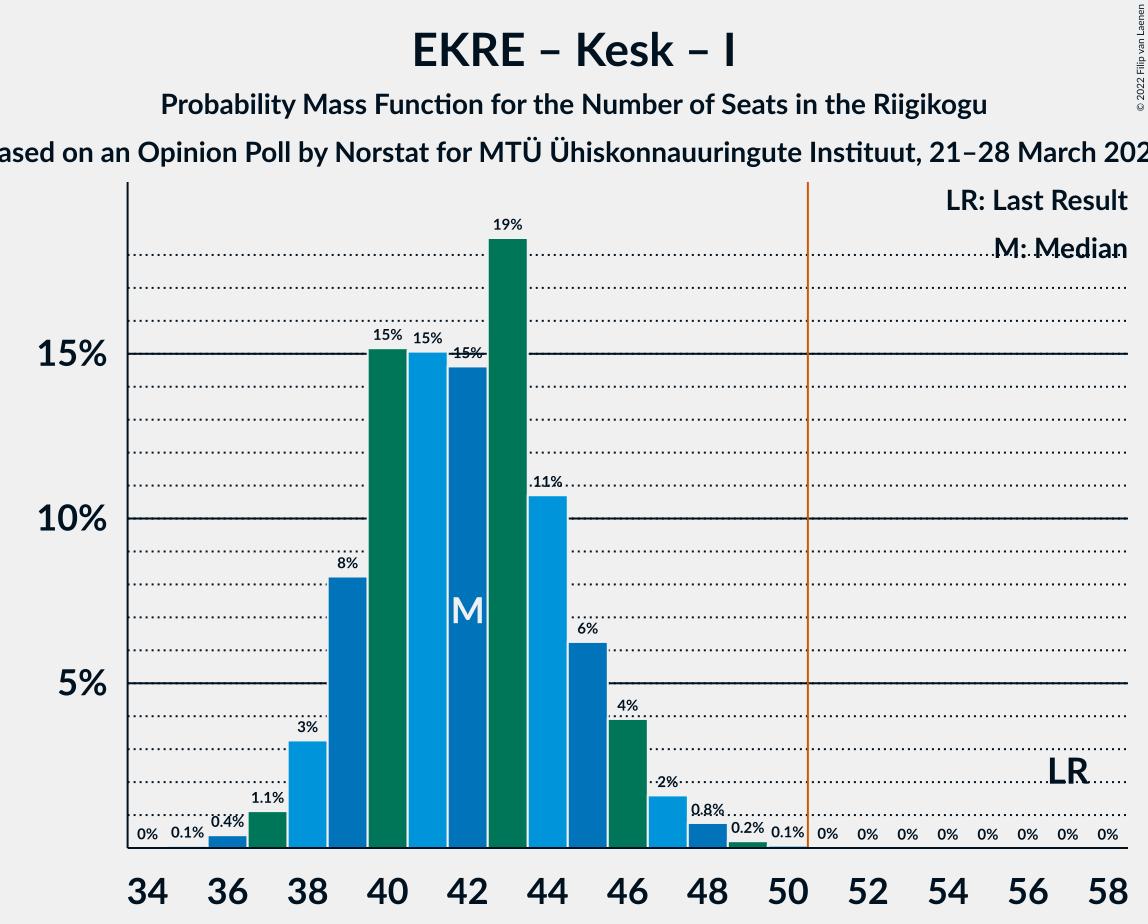 EKRE – Kesk – I
Probability Mass Function for the Number of Seats in the Riigikogu
ased on an Opinion Poll by Norstat for MTÜ Ühiskonnauuringute Instituut, 21–28 March 202
© 2022 Filip van Laenen
LR: Last Result
M: Median
15%
10%
5%
0% 0.1% 0.4% 1.1% 3% 8% 15% 15% 15% 19% 11% 6% 4% 2% 0.8% 0.2% 0.1% 0% 0% 0% 0% 0% 0% 0% 0%
M
LR
34 36 38 40 42 44 46 48 50 52 54 56 58